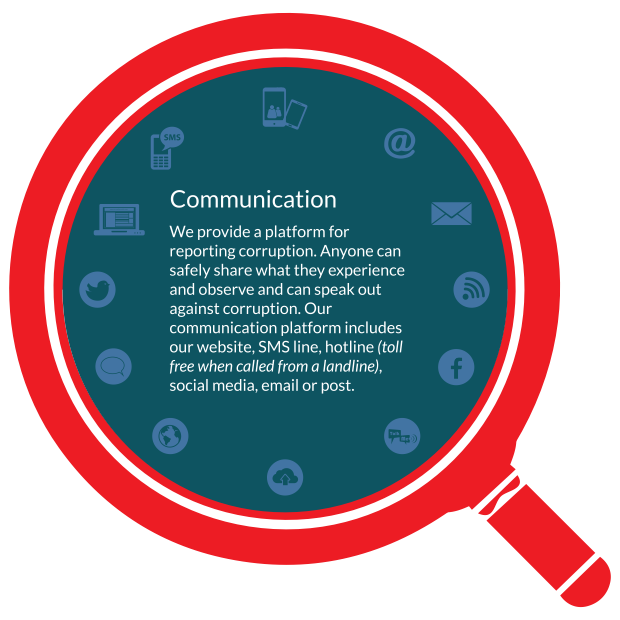 SMS
@
Communication
We provide a platform for
reporting corruption. Anyone can
safely share what they experience
and observe and can speak out
against corruption. Our
communication platform includes
our website, SMS line, hotline (toll
free when called from a landline),
social media, email or post.